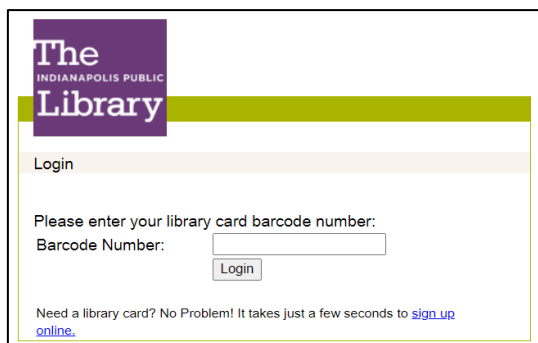 The
INDIANAPOLIS PUBLIC
Library
Login
Please enter your library card barcode number:
Barcode Number:
Login
Need a library card? No Problem! It takes just a few seconds to sign up
online.